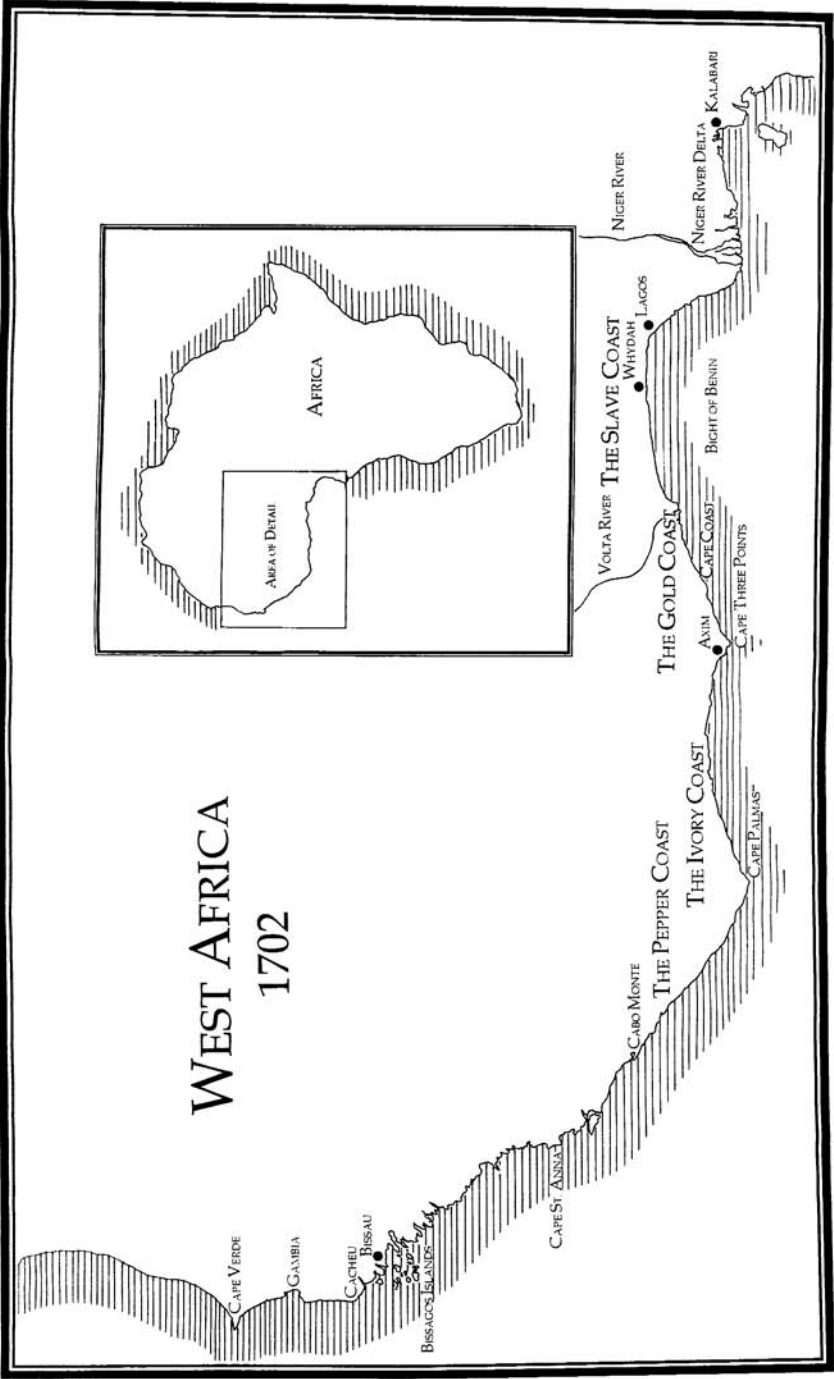 WEST AFRICA
1702
AFRICA
AREA OF DETAIL
CAPE VERDE
GAMBIA
CACHEU
BISSAU
BISSAGOS ISLANDS
CAPE ST. ANNA
CABO MONTE
THE PEPPER COAST
CAPE PALMAS
THE IVORY COAST
AXIM
CAPE THREE POINTS
THE GOLD COAST
CAPE COAST
VOLTA RIVER
THE SLAVE COAST
WHYDAH
LAGOS
BIGHT OF BENIN
NIGER RIVER
NIGER RIVER DELTA
KALABARI